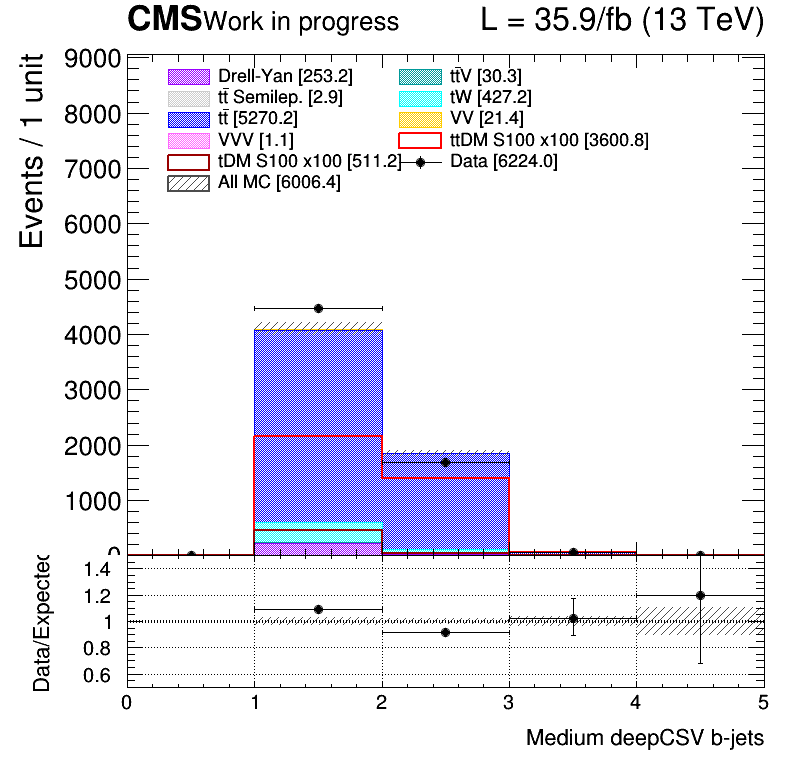 CMS Work in progress L = 35.9/fb (13 TeV)
Events / 1 unit
9000
8000
7000
6000
5000
4000
3000
2000
1000
0
Drell-Yan [253.2] tt̄V [30.3]
tt̄ Semilep. [2.9] tW [427.2]
tt̄ [5270.2] VV [21.4]
VVV [1.1] ttDM S100 x100 [3600.8]
tDM S100 x100 [511.2] Data [6224.0]
All MC [6006.4]
Data/Expected
1.4
1.2
1
0.8
0.6
0 1 2 3 4 5
Medium deepCSV b-jets